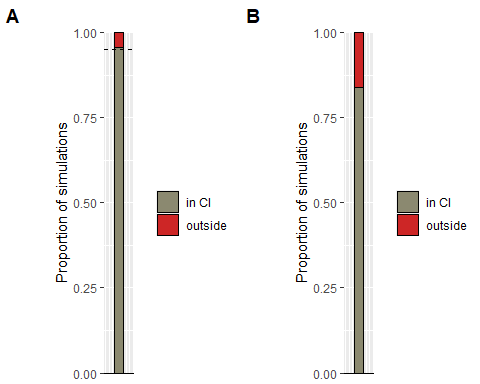 A
Proportion of simulations
1.00
0.75
0.50
0.25
0.00
in CI
outside
B
Proportion of simulations
1.00
0.75
0.50
0.25
0.00
in CI
outside